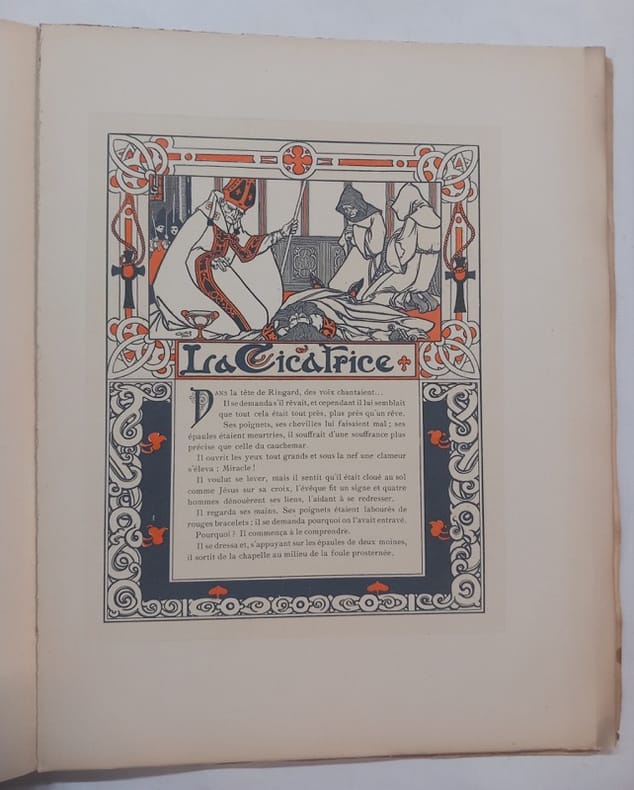 La Cicatrice
Dans la tête de Ringard, des voix chantaient...
Il se demanda s'il rêvait, et cependant il lui semblait
que tout cela était tout près, plus près qu'un rêve.
Ses poignets, ses chevilles lui faisaient mal ; ses
épaules étaient meurtries, il souffrait d'une souffrance plus
précise que celle du cauchemar.
Il ouvrit les yeux tout grands et sous la nef une clameur
s'éleva : Miracle !
Il voulut se lever, mais il sentit qu'il était cloué au sol
comme Jésus sur sa croix, l'évêque fit un signe et quatre
hommes dénouèrent ses liens, l'aidant à se redresser.
Il regarda ses mains. Ses poignets étaient labourés de
rouges bracelets ; il se demanda pourquoi on l'avait entravé.
Pourquoi ? Il commença à le comprendre.
Il se dressa et, s'appuyant sur les épaules de deux moines,
il sortit de la chapelle au milieu de la foule prosternée.